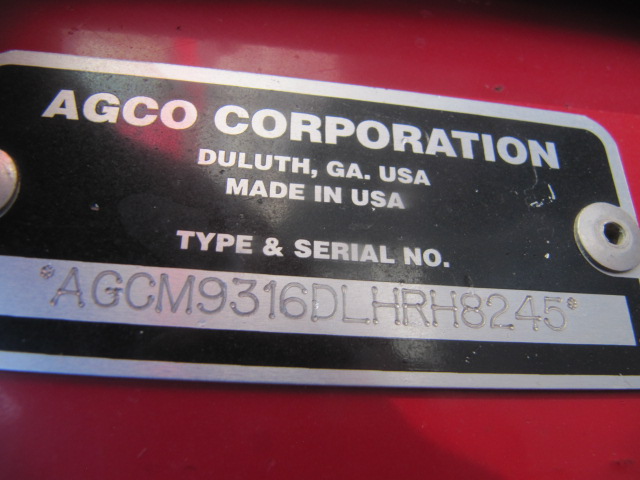 AGCO CORPORATION
DULUTH, GA. USA
MADE IN USA
TYPE & SERIAL NO.
*AGCM9316DLHRH8245*